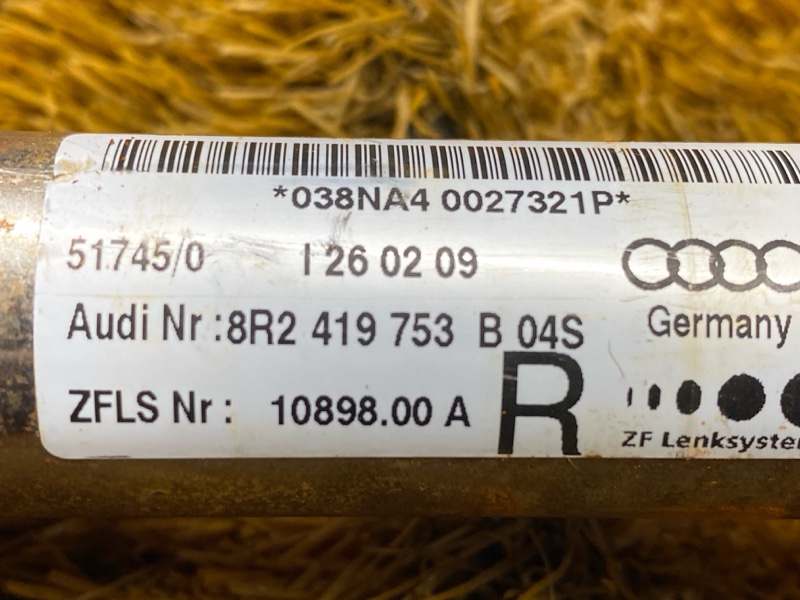 *038NA4 0027321P*
51745/0 I 26 02 09
Audi Nr :8R2 419 753 B 04S
Germany
ZFLS Nr : 10898.00 A R
ZF Lenksyster